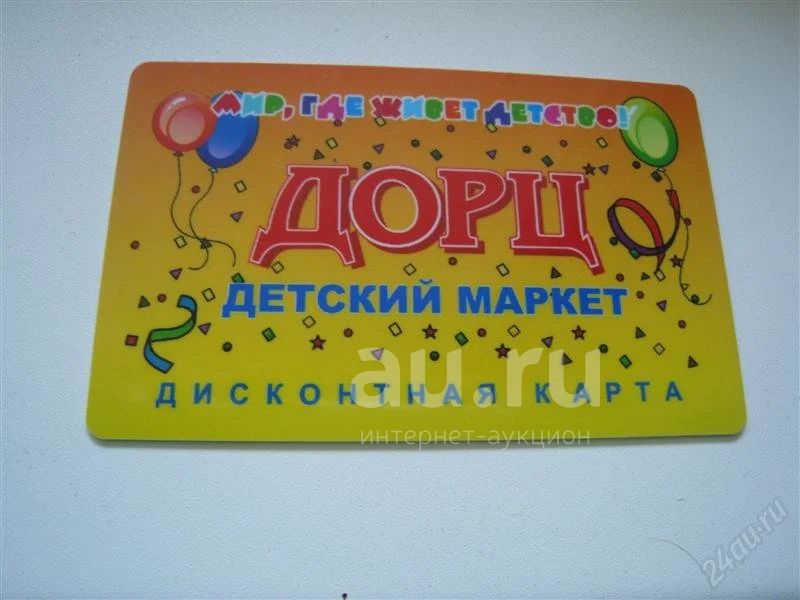 Мир, где живет детство!
ДОРЦ
ДЕТСКИЙ МАРКЕТ
ДИСКОНТНАЯ КАРТА
au.ru
интернет-аукцион
24au.ru